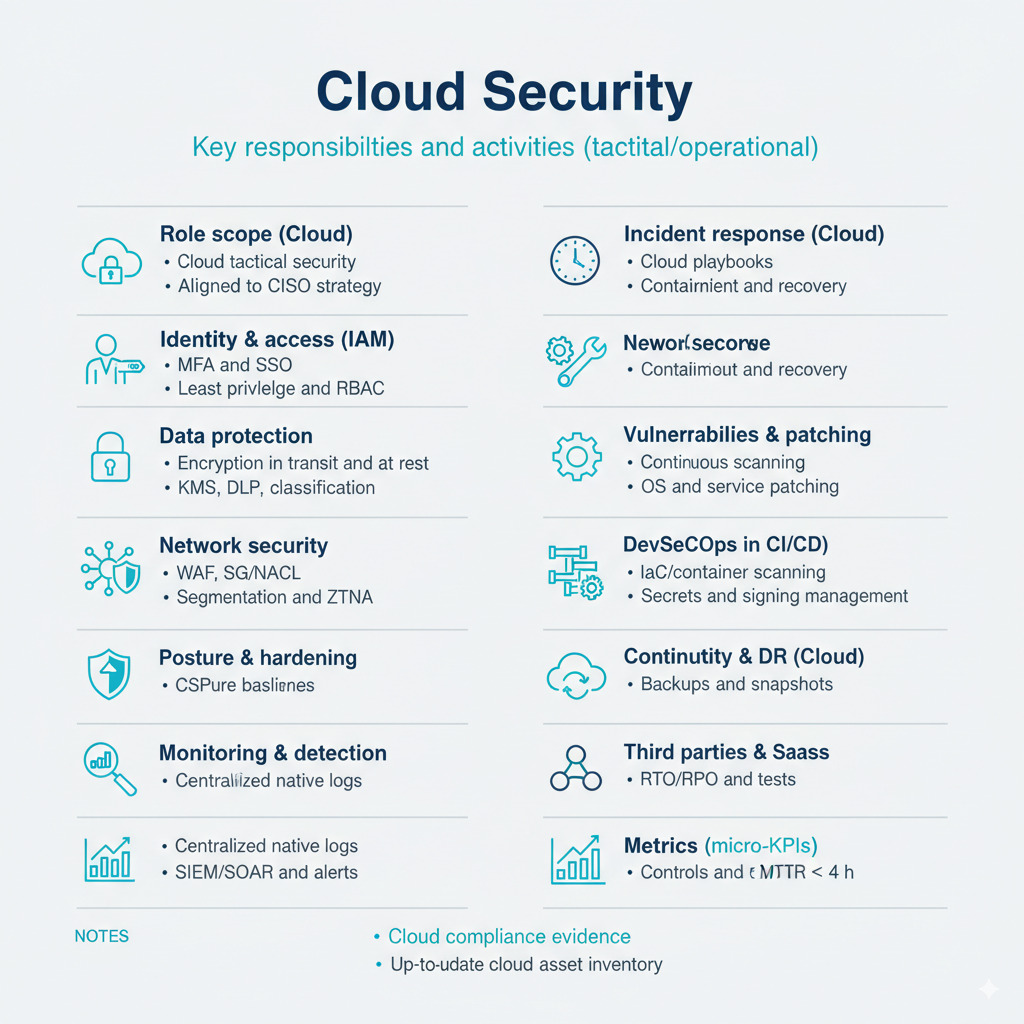 Cloud Security
Key responsibilties and activities (tactital/operational)
Role scope (Cloud)
• Cloud tactical security
• Aligned to CISO strategy
Identity & access (IAM)
• MFA and SSO
• Least privlelge and RBAC
Data protection
• Encryption in transit and at rest
• KMS, DLP, classification
Network security
• WAF, SG/NACL
• Segmentation and ZTNA
Posture & hardening
• CSPure
Monitoring & detection
• Centralized native logs
• Centralized native logs
• SIEM/SOAR and alerts
Incident response (Cloud)
• Cloud playbooks
• Contairnient and recovery
• Contaiimout and recovery
Vulnerrabilies & patching
• Continuous scanning
• OS and service patching
DevSeCOps in CI/CD)
• IaC/container scanning
• Secrets and signing management
Continutity & DR (Cloud)
• Backups and snapshots
Third parties & Saass
• RTO/RPO and tests
Metrics (micro-KPIs)
• Controls and MTTR < 4 h
NOTES
• Cloud compliance evidence
• Up-to-udate cloud asset inventory